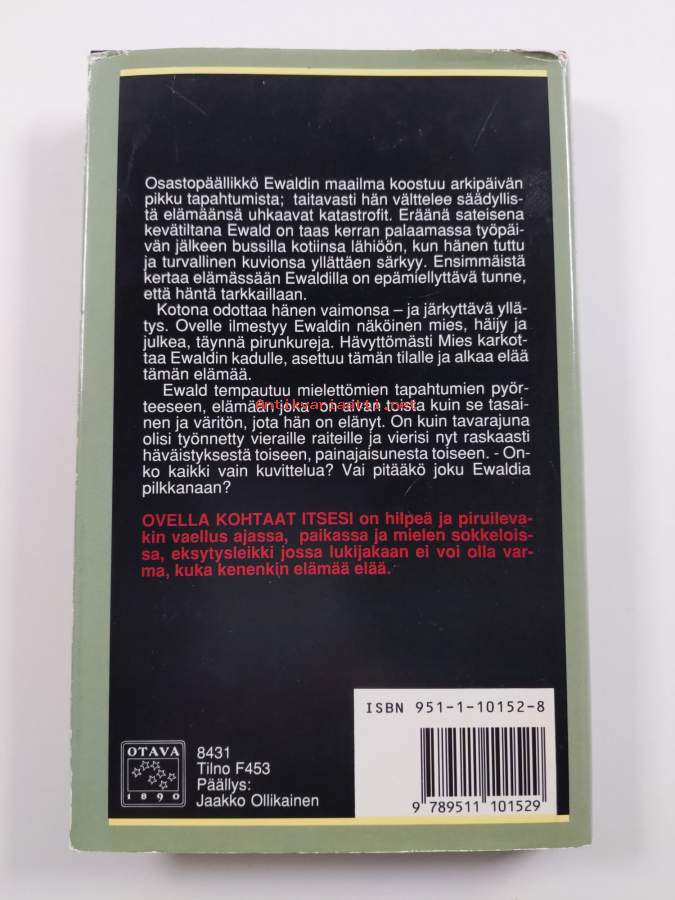 Osastopäällikkö Ewaldin maailma koostuu arkipäivän
pikku tapahtumista; taitavasti hän välttelee säädyllis-
tä elämäänsä uhkaavat katastrofit. Eräänä sateisena
kevätiltana Ewald on taas kerran palaamassa työpäi-
vän jälkeen bussilla kotiinsa lähiöön, kun hänen tuttu
ja turvallinen kuvionsa yllättäen särkyy. Ensimmäistä
kertaa elämässään Ewaldilla on epämiellyttävä tunne,
että häntä tarkkaillaan.
Kotona odottaa hänen vaimonsa – ja järkyttävä yllä-
tys. Ovelle ilmestyy Ewaldin näköinen mies, häijy ja
julkea, täynnä pirunkureja. Hävyttömästi Mies karkot-
taa Ewaldin kadulle, asettuu tämän tilalle ja alkaa elää
tämän elämää.
Ewald tempautuu mielettömien tapahtumien pyör-
teeseen, elämään joka on aivan toista kuin se tasai-
nen ja väritön, jota hän on elänyt. On kuin tavarajuna
olisi työnnetty vieraille raiteille ja vierisi nyt raskaasti
häväistyksestä toiseen, painajaisunesta toiseen. - On-
ko kaikki vain kuvittelua? Vai pitääkö joku Ewaldia
pilkkanaan?
OVELLA KOHTAAT ITSESI on hilpeä ja piruileva-
kin vaellus ajassa, paikassa ja mielen sokkelois-
sa, eksytysleikki jossa lukijakaan ei voi olla var-
ma, kuka kenenkin elämää elää.
Antikvariaatti.net
ISBN 951-1-10152-8
9 789511 101529
OTAVA
1890
8431
Tilno F453
Päällys:
Jaakko Ollikainen